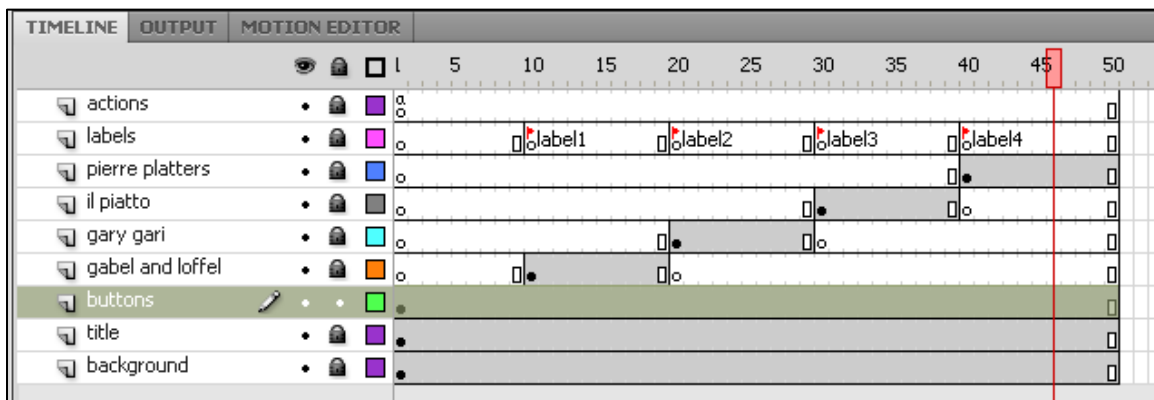 TIMELINE OUTPUT MOTION EDITOR
1 5 10 15 20 25 30 35 40 45 50
actions a
labels label1 label2 label3 label4
pierre platters
il piatto
gary gari
gabel and loffel
buttons
title
background